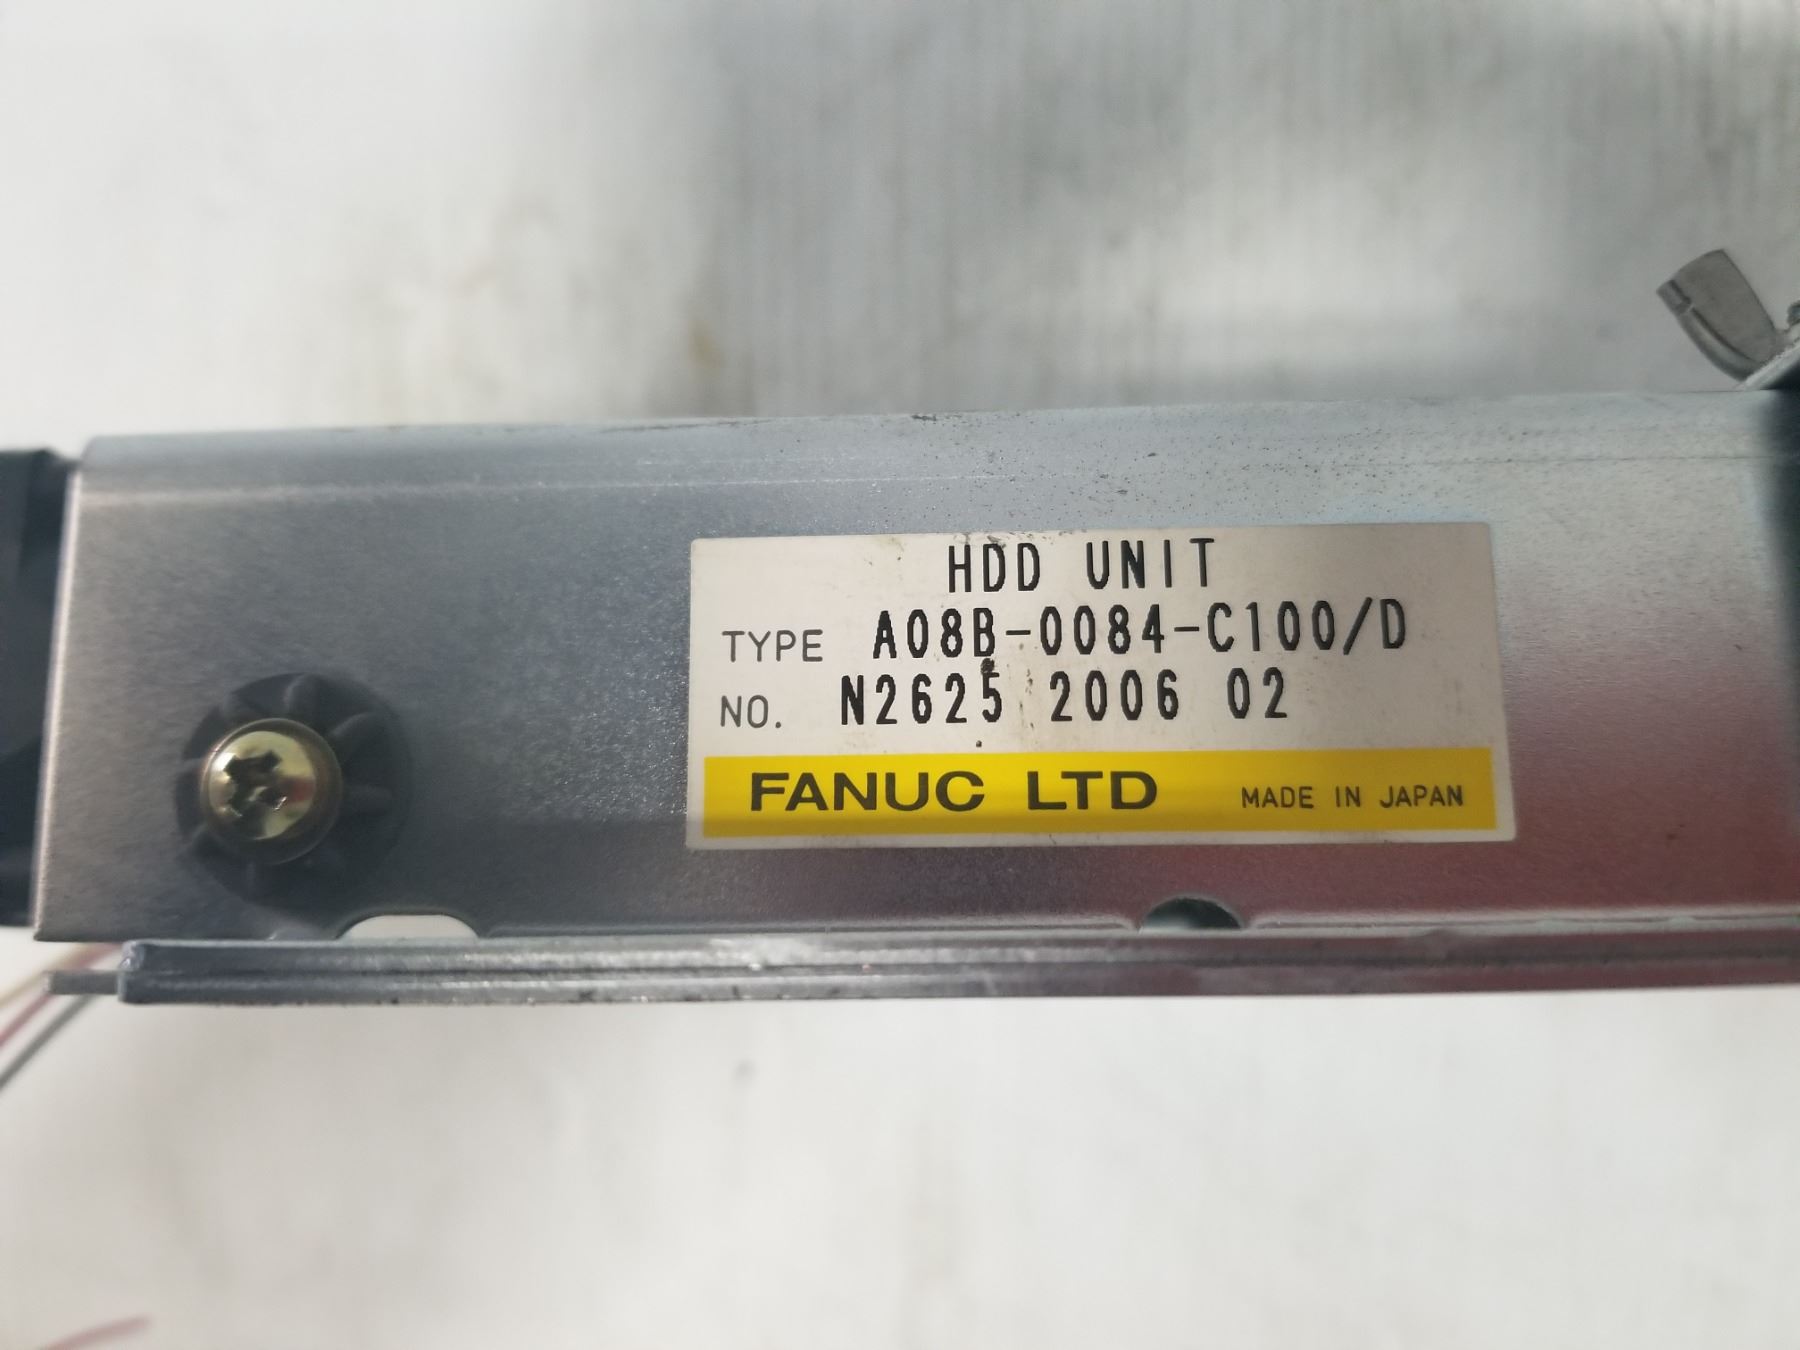 HDD UNIT
TYPE A08B-0084-C100/D
NO. N2625 2006 02
FANUC LTD MADE IN JAPAN